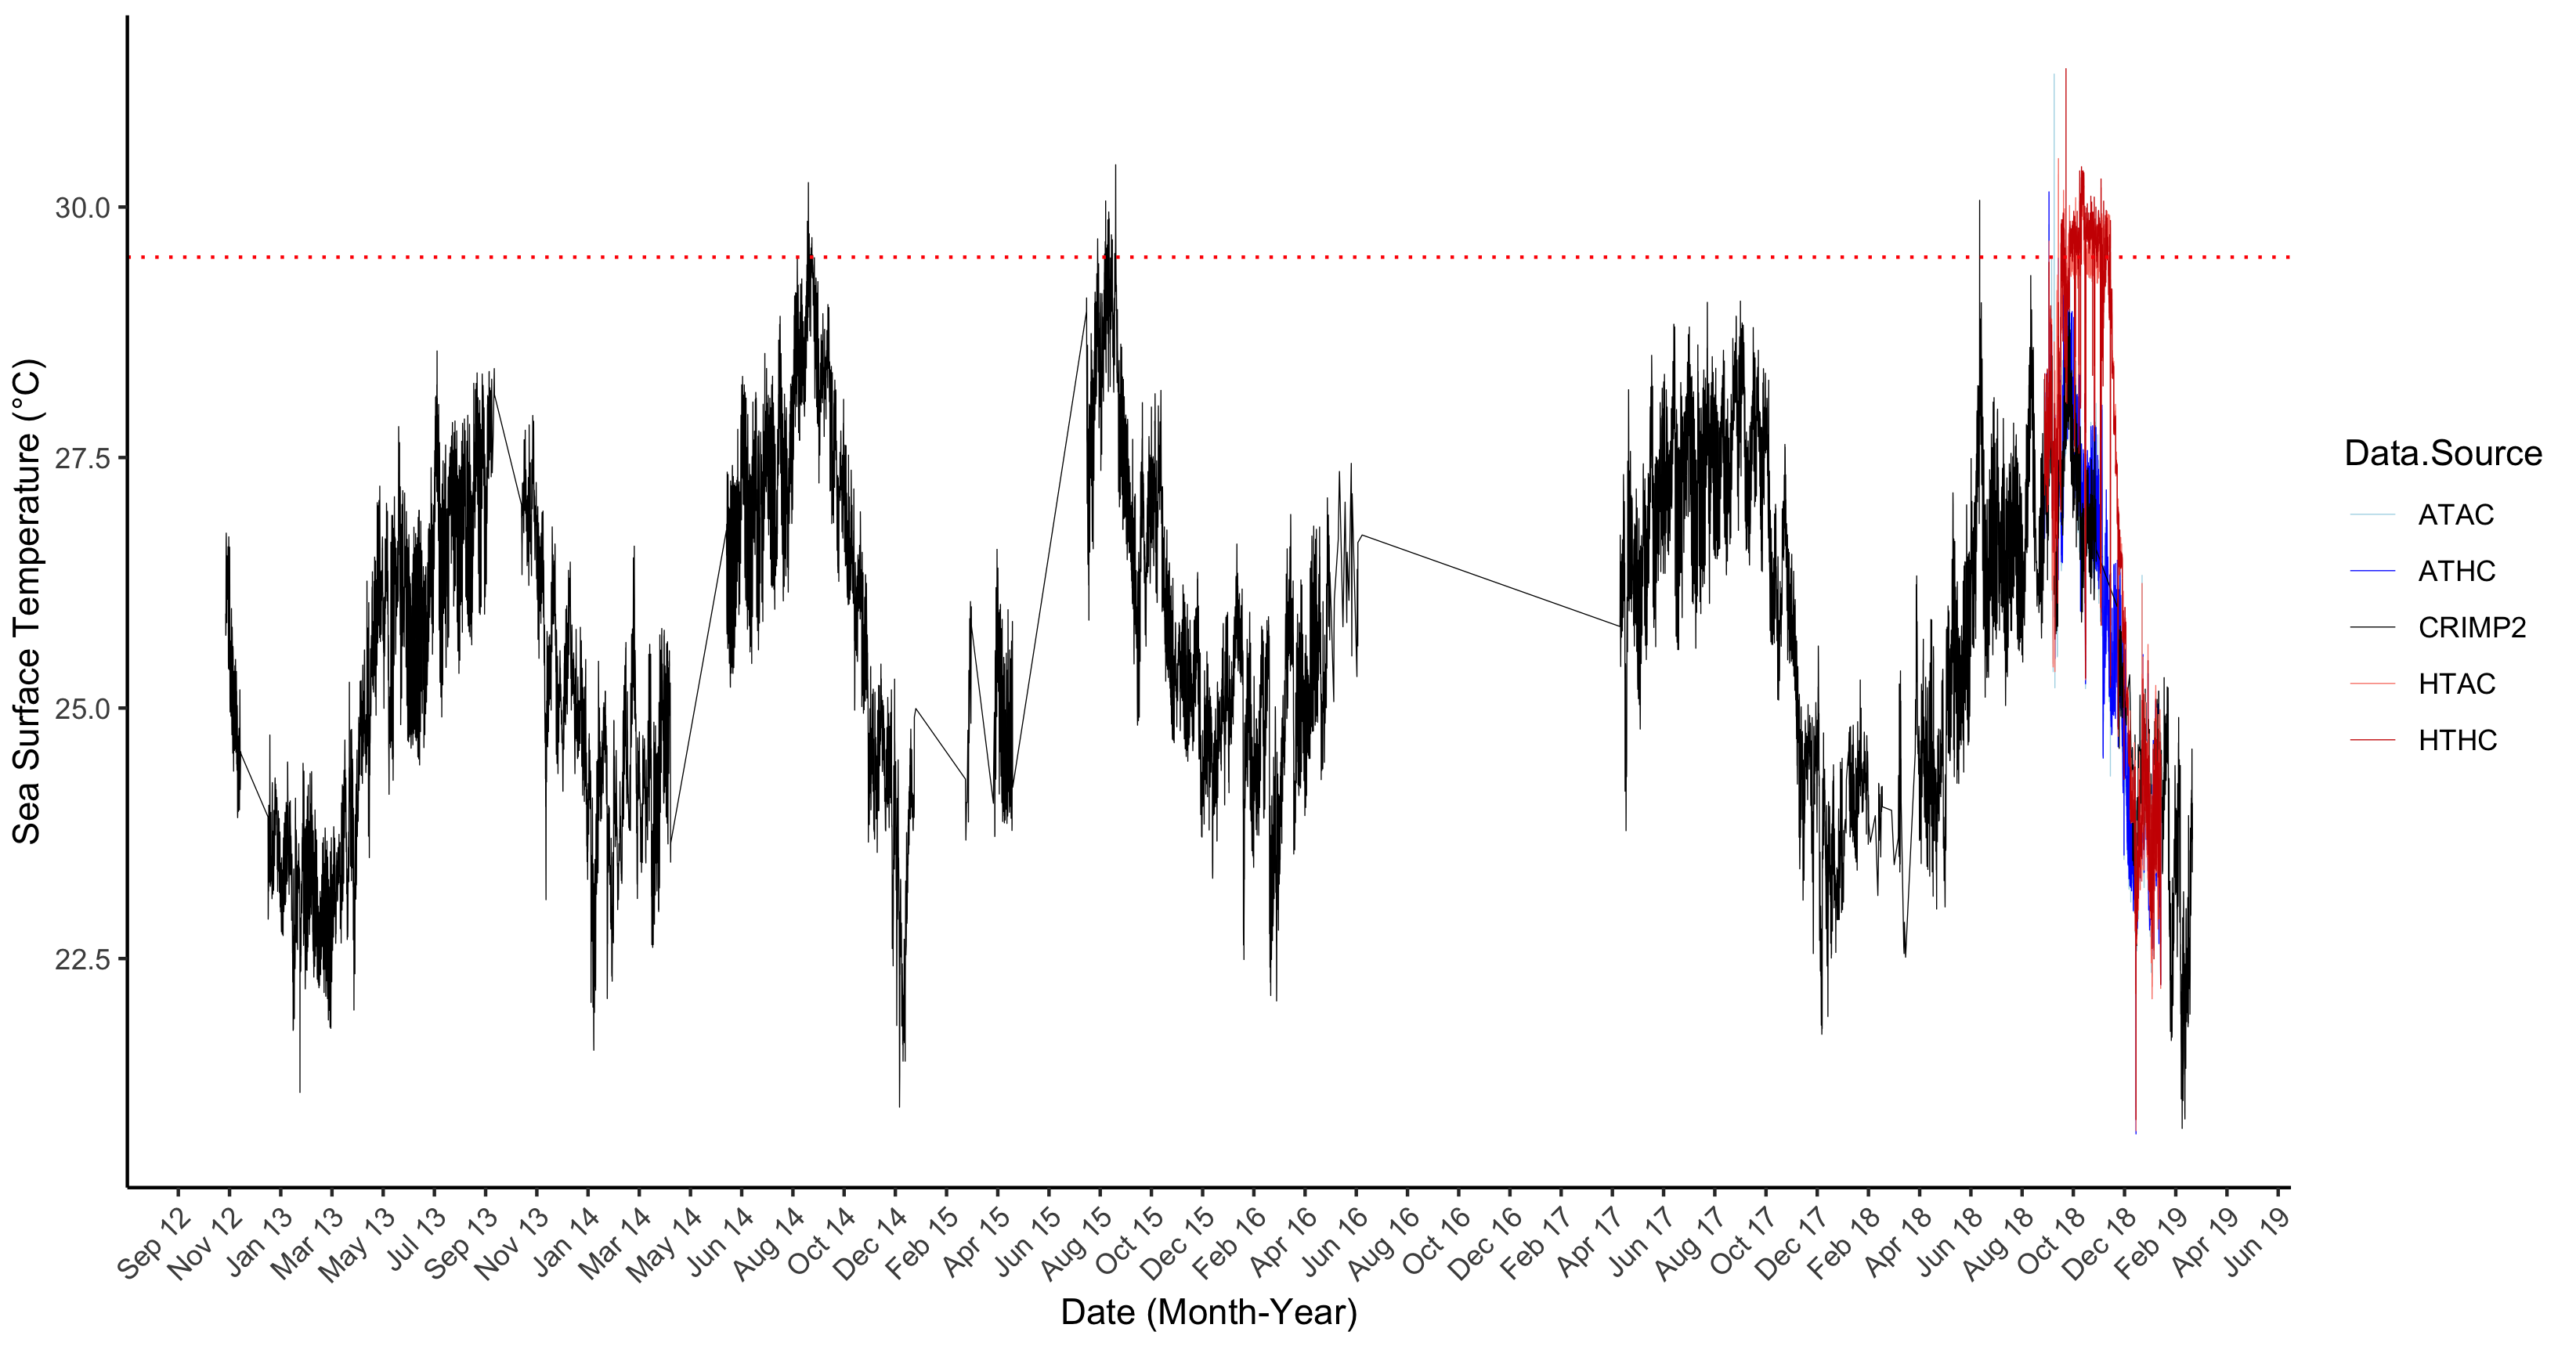 30.0
27.5
25.0
22.5
Sea Surface Temperature (°C)
Sep 12
Nov 12
Jan 13
Mar 13
May 13
Jul 13
Sep 13
Nov 13
Jan 14
Mar 14
May 14
Jun 14
Aug 14
Oct 14
Dec 14
Feb 15
Apr 15
Jun 15
Aug 15
Oct 15
Dec 15
Feb 16
Apr 16
Jun 16
Aug 16
Oct 16
Dec 16
Feb 17
Apr 17
Jun 17
Aug 17
Oct 17
Dec 17
Feb 18
Apr 18
Jun 18
Aug 18
Oct 18
Dec 18
Feb 19
Apr 19
Jun 19
Date (Month-Year)
Data.Source
ATAC
ATHC
CRIMP2
HTAC
HTHC